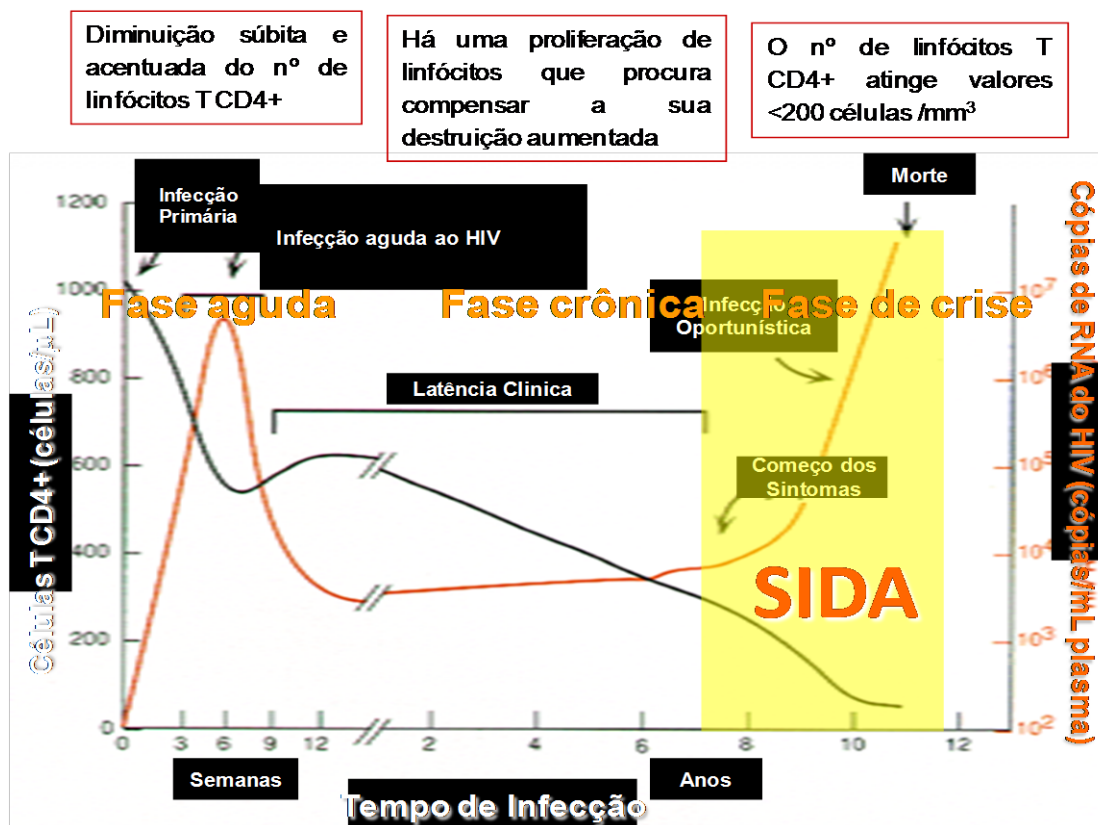 Diminuição súbita e
acentuada do nº de
linfócitos T CD4+
Há uma proliferação de
linfócitos que procura
compensar a sua
destruição aumentada
O nº de linfócitos T
CD4+ atinge valores
<200 células /mm³
Infecção
Primária
Infecção aguda ao HIV
Morte
Fase aguda
Fase crônica
Fase de crise
Infecção
Oportunística
Latência Clinica
Começo dos
Sintomas
SIDA
Células T CD4+ (células/µL)
1200
1000
800
600
400
200
0
Cópias de RNA do HIV (cópias/mL plasma)
10⁷
10⁶
10⁵
10⁴
10³
10²
0 3 6 9 12 2 4 6 8 10 12
Semanas
Anos
Tempo de Infecção